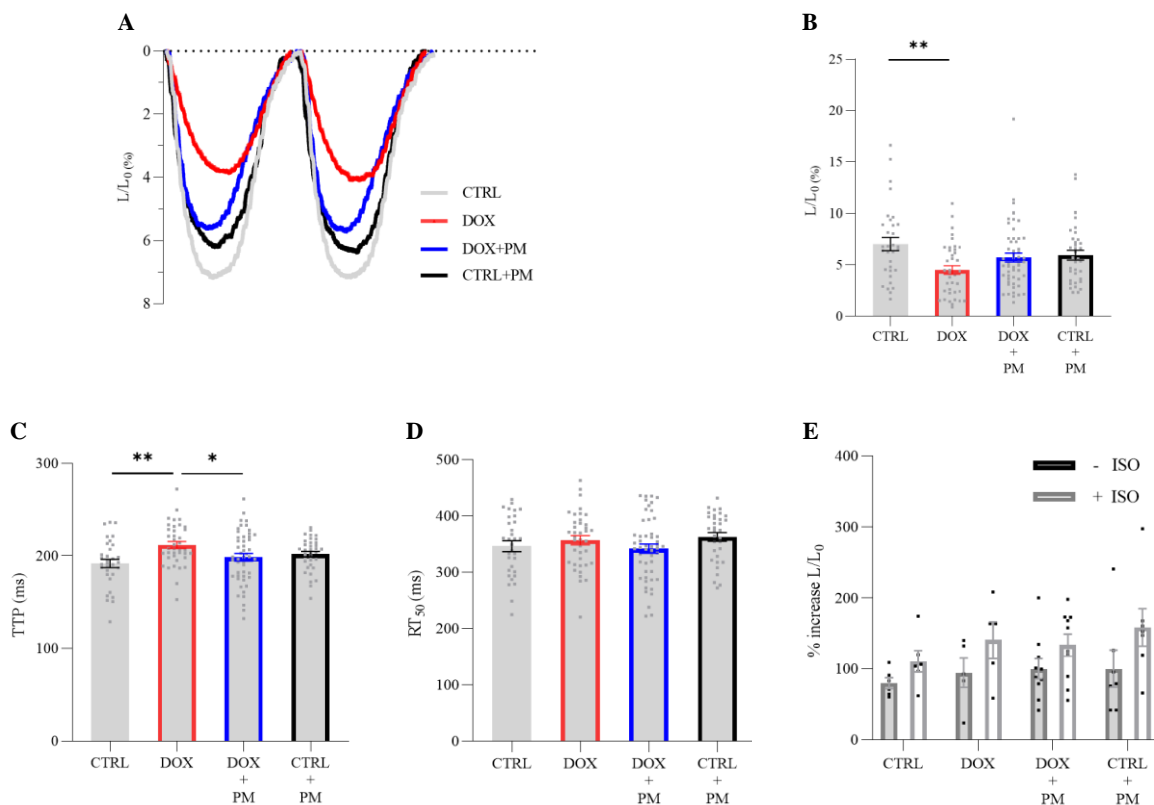 A
0
2
4
6
8
L/L0 (%)
CTRL
DOX
DOX+PM
CTRL+PM
B
**
25
20
15
10
5
0
L/L0 (%)
CTRL
DOX
DOX
+
PM
CTRL
+
PM
C
**
*
300
200
100
0
TTP (ms)
CTRL
DOX
DOX
+
PM
CTRL
+
PM
D
500
400
300
200
100
0
RT50 (ms)
CTRL
DOX
DOX
+
PM
CTRL
+
PM
E
400
300
200
100
0
% increase L/L0
- ISO
+ ISO
CTRL
DOX
DOX
+
PM
CTRL
+
PM